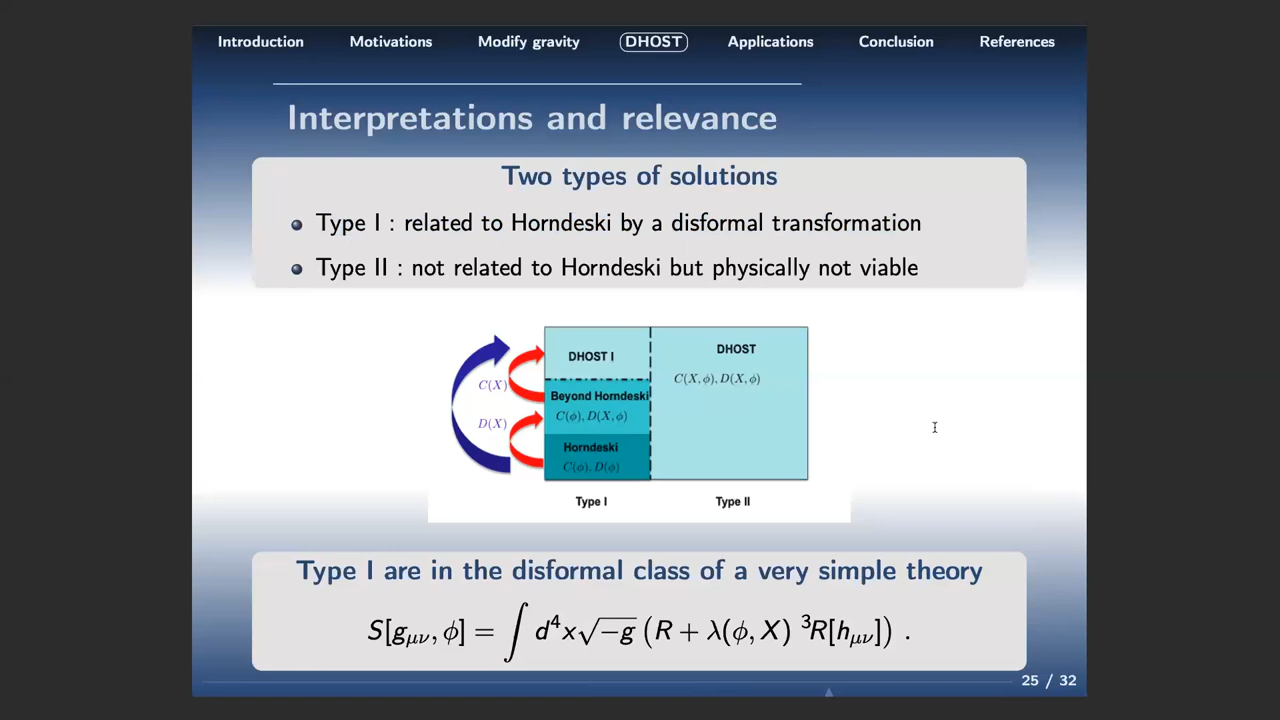 Introduction Motivations Modify gravity DHOST Applications Conclusion References
Interpretations and relevance
Two types of solutions
Type I : related to Horndeski by a disformal transformation
Type II : not related to Horndeski but physically not viable
DHOST I
DHOST
C(X)
C(X, ϕ), D(X, ϕ)
Beyond Horndeski
C(ϕ), D(X, ϕ)
D(X)
Horndeski
C(ϕ), D(ϕ)
Type I
Type II
Type I are in the disformal class of a very simple theory
S[gμν, ϕ] = ∫ d⁴x√−g (R + λ(ϕ, X) ³R[hμν]) .
25 / 32